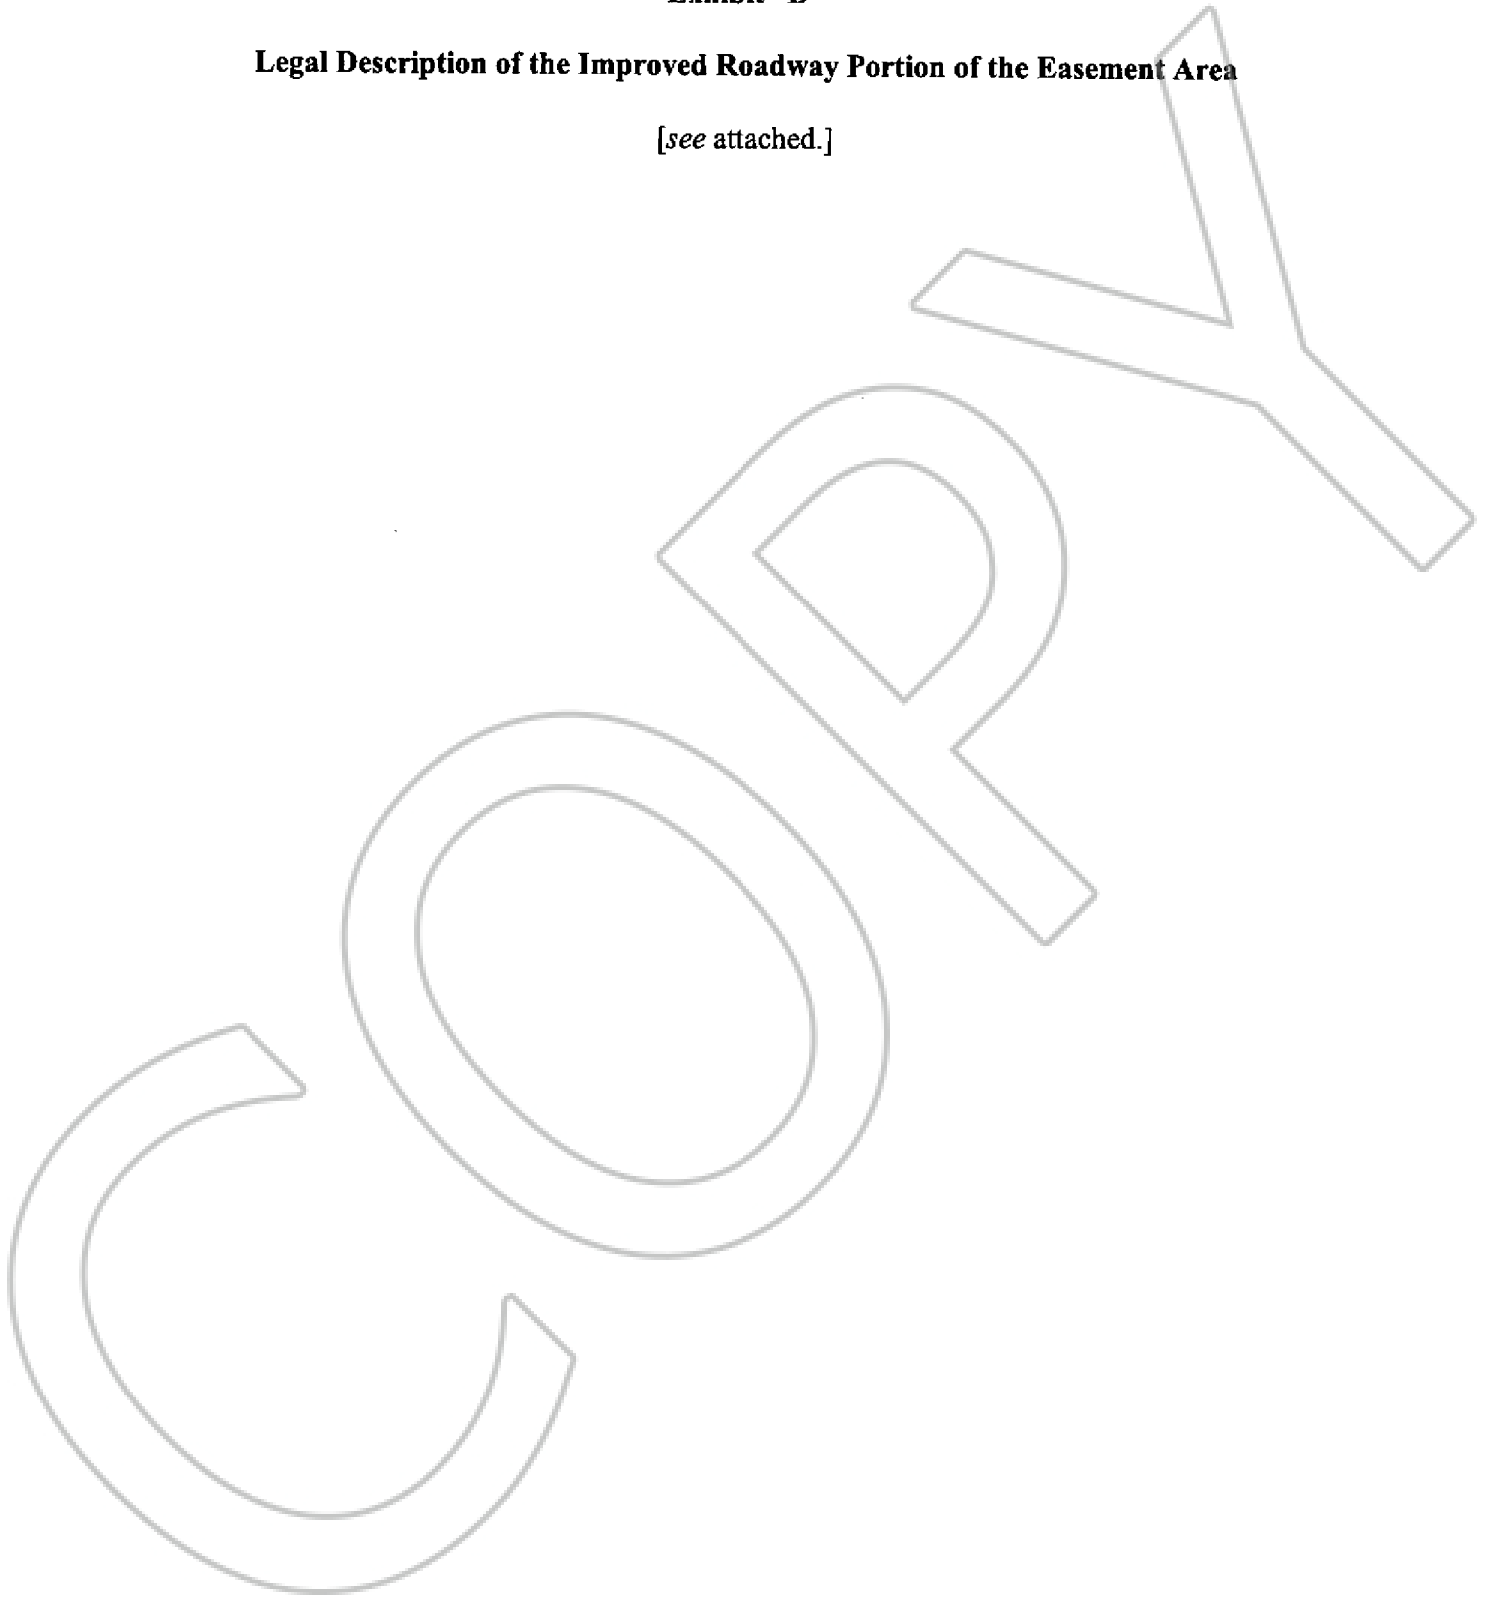 Legal Description of the Improved Roadway Portion of the Easement Area
[see attached.]
COPY